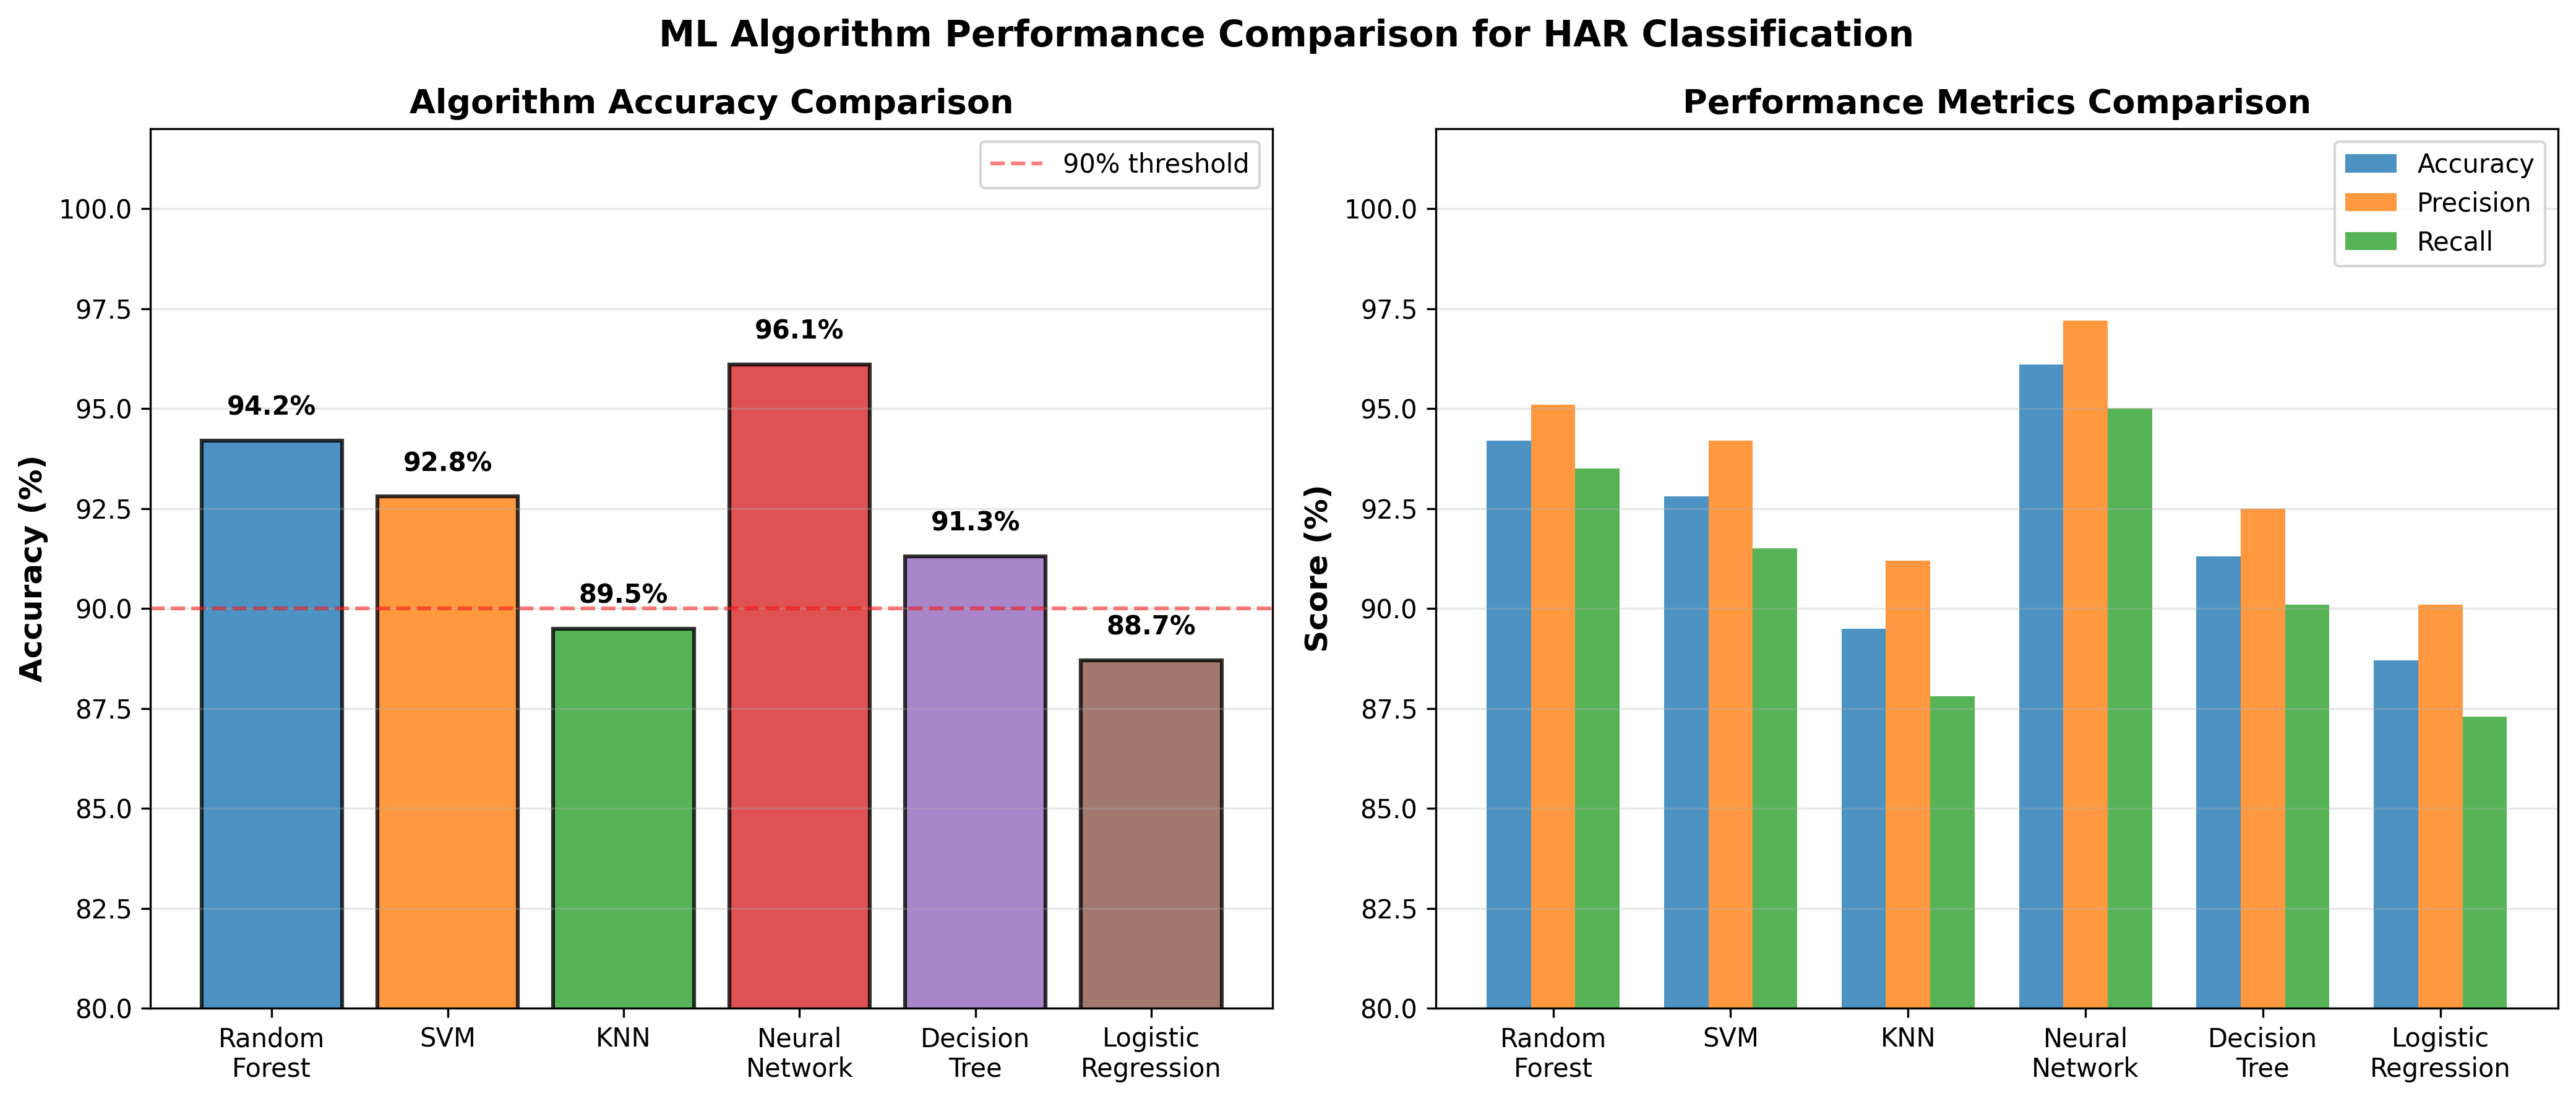 ML Algorithm Performance Comparison for HAR Classification
Algorithm Accuracy Comparison
90% threshold
Accuracy (%)
100.0
97.5
95.0
92.5
90.0
87.5
85.0
82.5
80.0
94.2%
92.8%
89.5%
96.1%
91.3%
88.7%
Random
Forest
SVM
KNN
Neural
Network
Decision
Tree
Logistic
Regression
Performance Metrics Comparison
Accuracy
Precision
Recall
Score (%)
100.0
97.5
95.0
92.5
90.0
87.5
85.0
82.5
80.0
Random
Forest
SVM
KNN
Neural
Network
Decision
Tree
Logistic
Regression